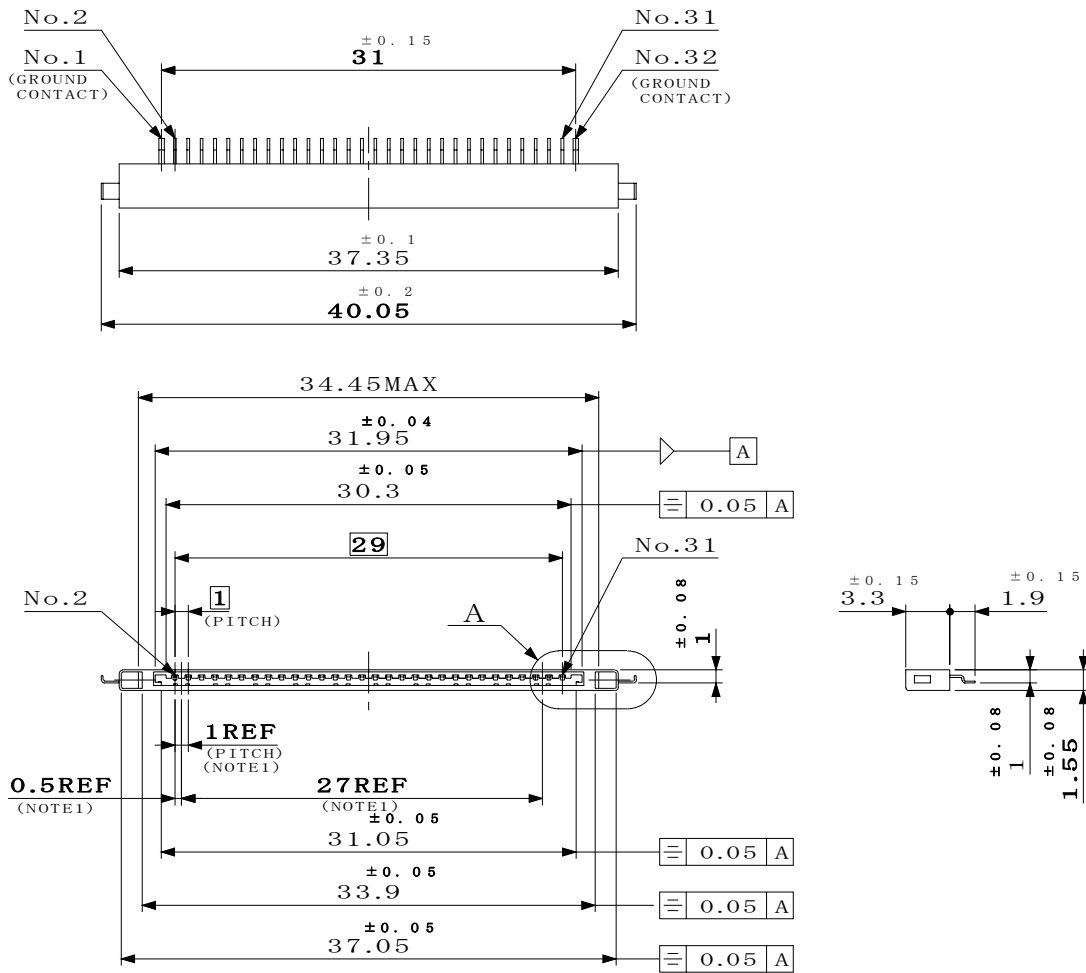 No.2
No.31
±0.15
31
No.1
(GROUND
CONTACT)
No.32
(GROUND
CONTACT)
±0.1
37.35
±0.2
40.05
34.45MAX
±0.04
31.95
A
±0.05
30.3
⌯ 0.05 A
29
No.31
No.2
1
(PITCH)
A
±0.08
1
±0.15
3.3
±0.15
1.9
1REF
(PITCH)
(NOTE1)
0.5REF
(NOTE1)
27REF
(NOTE1)
±0.08
1
±0.08
1.55
±0.05
31.05
⌯ 0.05 A
±0.05
33.9
⌯ 0.05 A
±0.05
37.05
⌯ 0.05 A